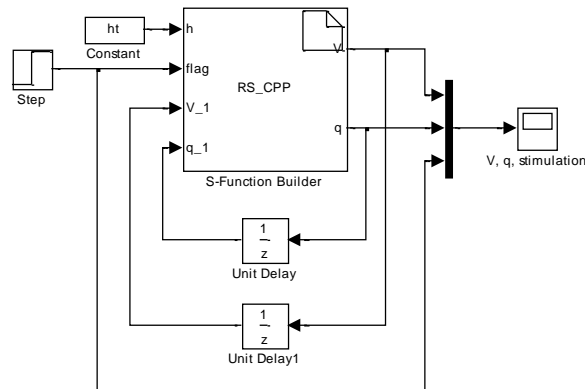 ht
Constant
h
flag
V_1
q_1
RS_CPP
V
q
S-Function Builder
Step
V, q, stimulation
1
z
Unit Delay
1
z
Unit Delay1